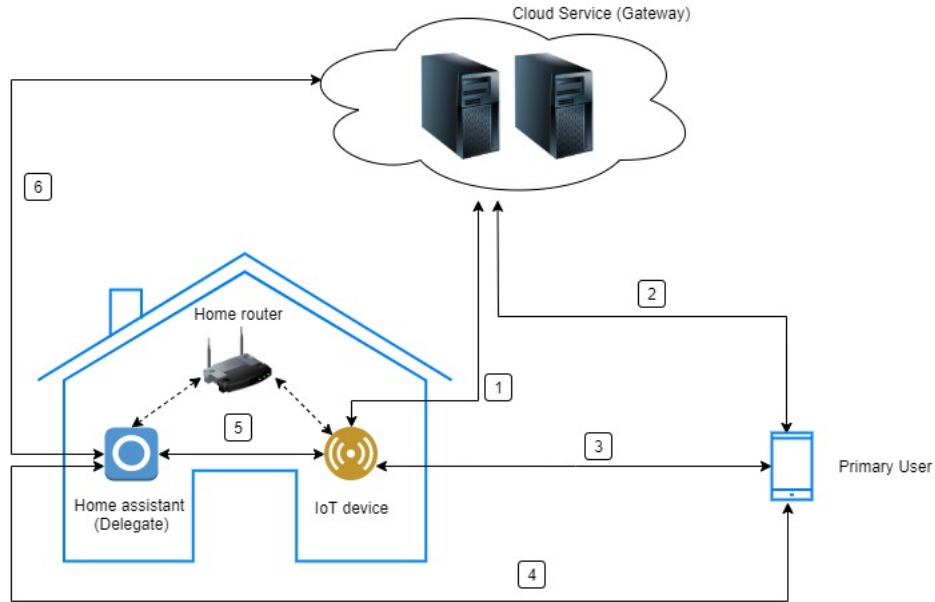 Cloud Service (Gateway)
6
2
Home router
1
5
3
Primary User
Home assistant
(Delegate)
IoT device
4